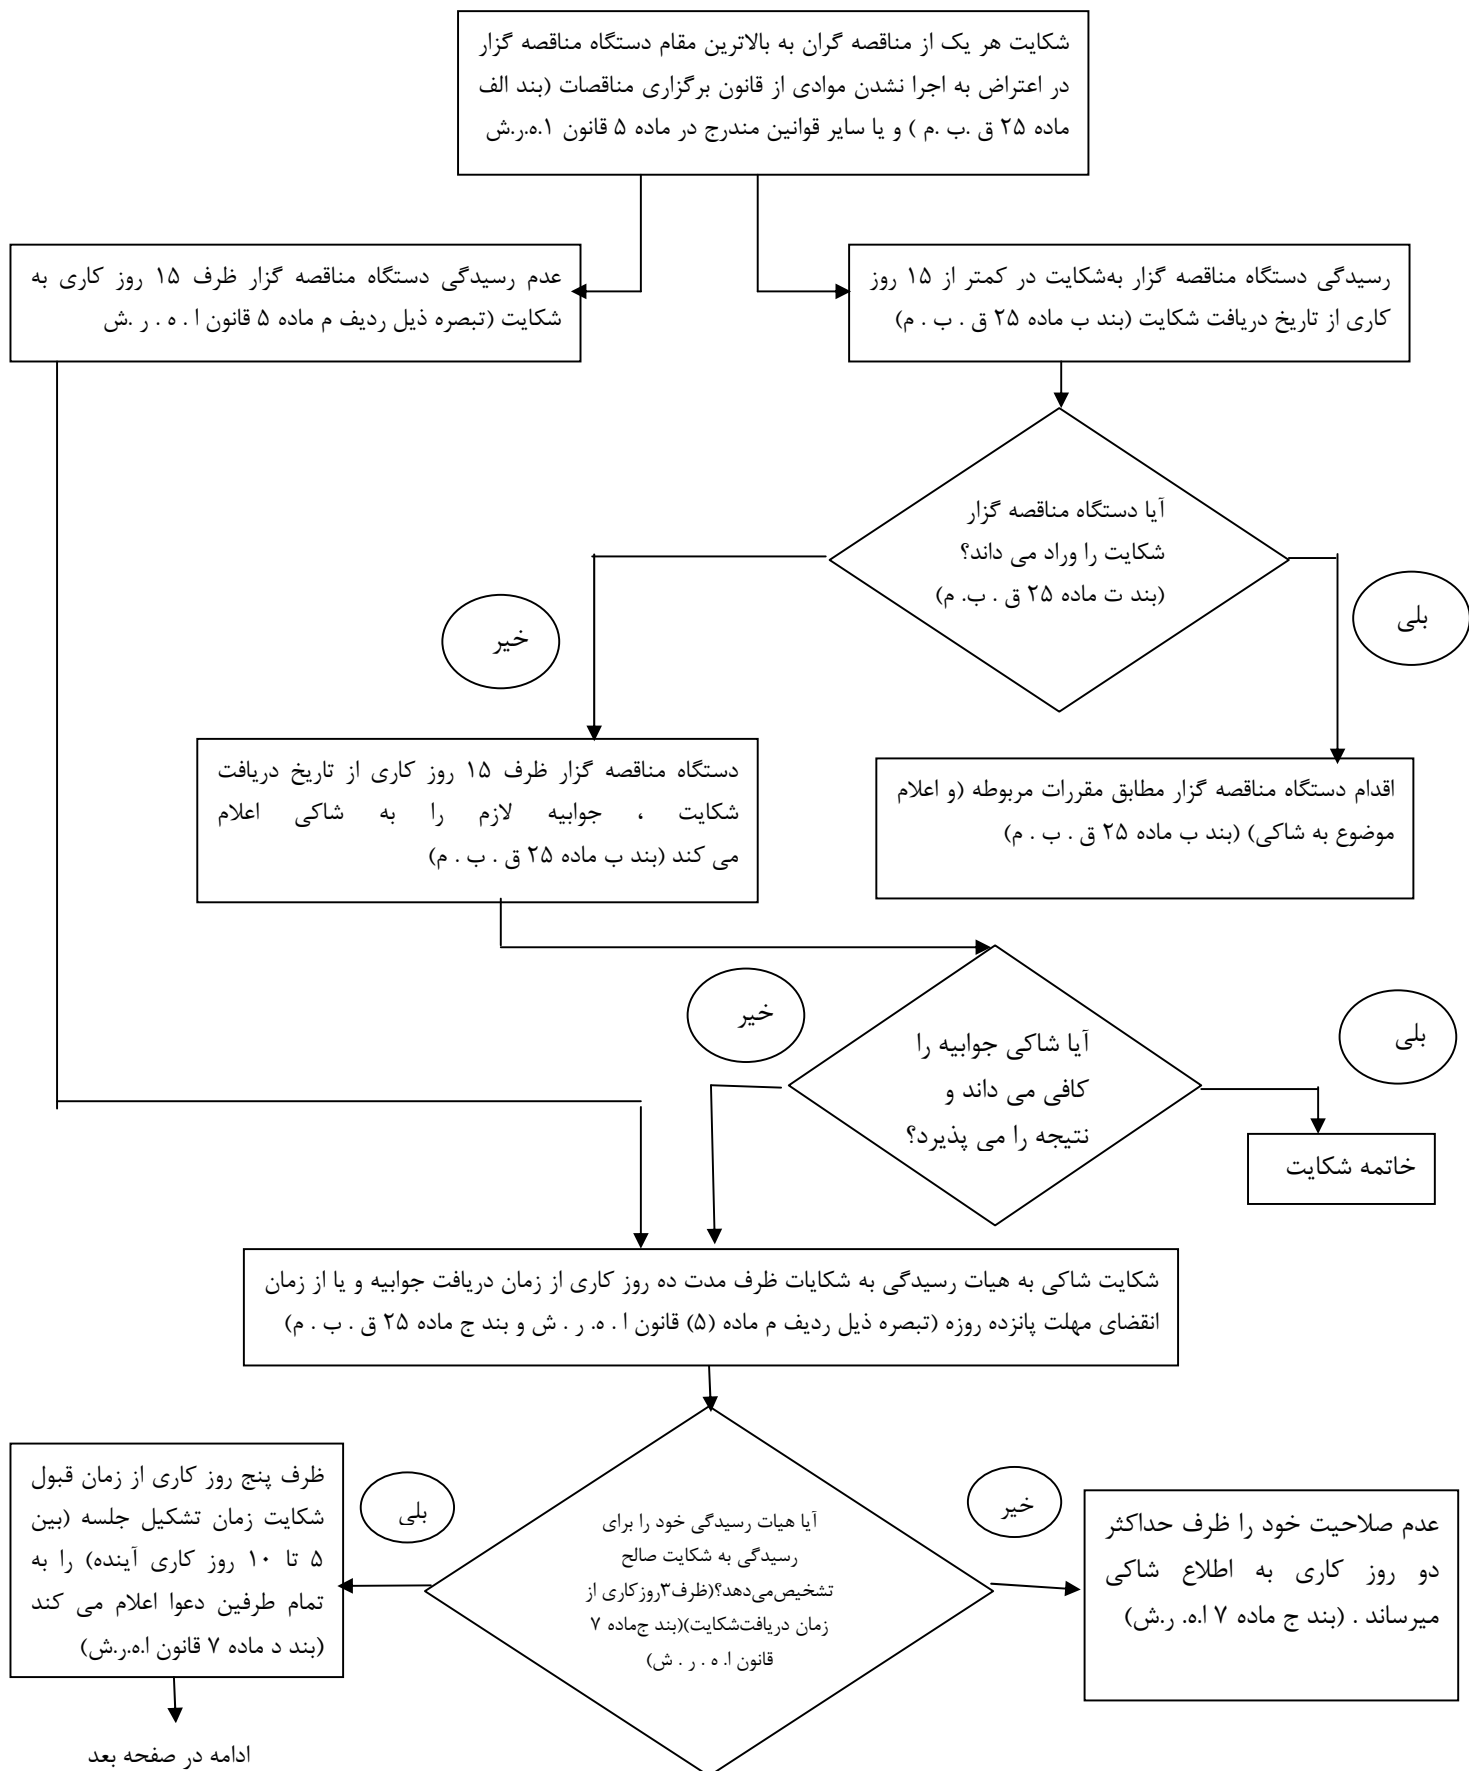 شکایت هر یک از مناقصه گران به بالاترین مقام دستگاه مناقصه گزار
در اعتراض به اجرا نشدن موادی از قانون برگزاری مناقصات (بند الف
ماده ۲۵ ق .ب .م ) و یا سایر قوانین مندرج در ماده ۵ قانون ۱.ه.ر.ش
رسیدگی دستگاه مناقصه گزار به‌شکایت در کمتر از ۱۵ روز
کاری از تاریخ دریافت شکایت (بند ب ماده ۲۵ ق . ب . م)
عدم رسیدگی دستگاه مناقصه گزار ظرف ۱۵ روز کاری به
شکایت (تبصره ذیل ردیف م ماده ۵ قانون ا . ه . ر .ش
آیا دستگاه مناقصه گزار
شکایت را وراد می داند؟
(بند ت ماده ۲۵ ق . ب. م)
بلی
خیر
اقدام دستگاه مناقصه گزار مطابق مقررات مربوطه (و اعلام
موضوع به شاکی) (بند ب ماده ۲۵ ق . ب . م)
دستگاه مناقصه گزار ظرف ۱۵ روز کاری از تاریخ دریافت
شکایت ، جوابیه لازم را به شاکی اعلام
می کند (بند ب ماده ۲۵ ق . ب . م)
آیا شاکی جوابیه را
کافی می داند و
نتیجه را می پذیرد؟
بلی
خیر
خاتمه شکایت
شکایت شاکی به هیات رسیدگی به شکایات ظرف مدت ده روز کاری از زمان دریافت جوابیه و یا از زمان
انقضای مهلت پانزده روزه (تبصره ذیل ردیف م ماده (۵) قانون ا . ه. ر . ش و بند ج ماده ۲۵ ق . ب . م)
آیا هیات رسیدگی خود را برای
رسیدگی به شکایت صالح
تشخیص‌می‌دهد؟(ظرف۳روزکاری از
زمان دریافت‌شکایت)(بند ج‌ماده ۷
قانون ا. ه . ر . ش)
خیر
بلی
عدم صلاحیت خود را ظرف حداکثر
دو روز کاری به اطلاع شاکی
میرساند . (بند ج ماده ۷ ا.ه. ر.ش)
ظرف پنج روز کاری از زمان قبول
شکایت زمان تشکیل جلسه (بین
۵ تا ۱۰ روز کاری آینده) را به
تمام طرفین دعوا اعلام می کند
(بند د ماده ۷ قانون ا.ه.ر.ش)
ادامه در صفحه بعد